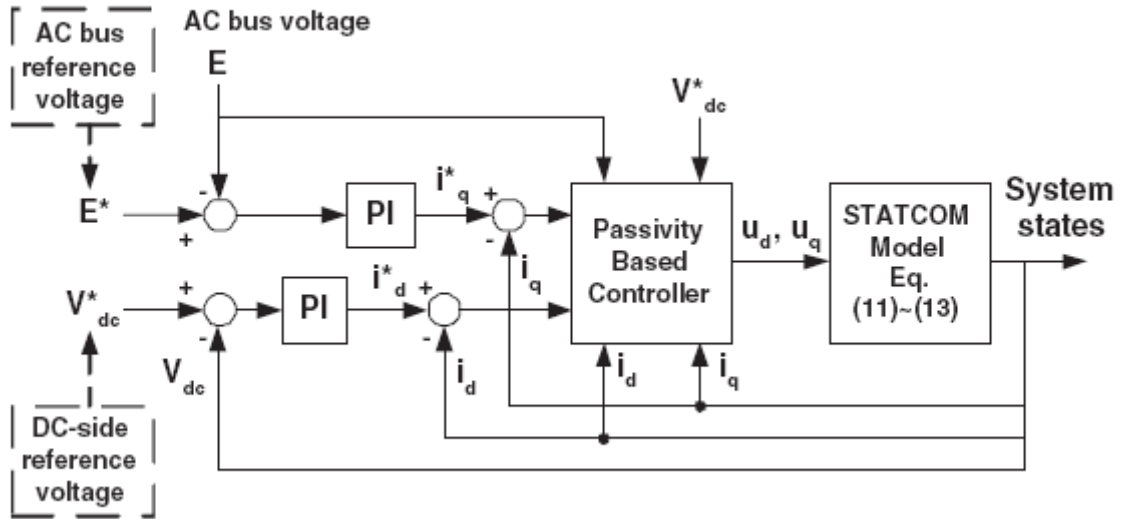 AC bus
reference
voltage
AC bus voltage
E
V*dc
E*
-
+
PI
i*q
+
-
iq
Passivity
Based
Controller
ud, uq
STATCOM
Model
Eq.
(11)~(13)
System
states
V*dc
+
-
PI
i*d
+
-
Vdc
id
id
iq
DC-side
reference
voltage